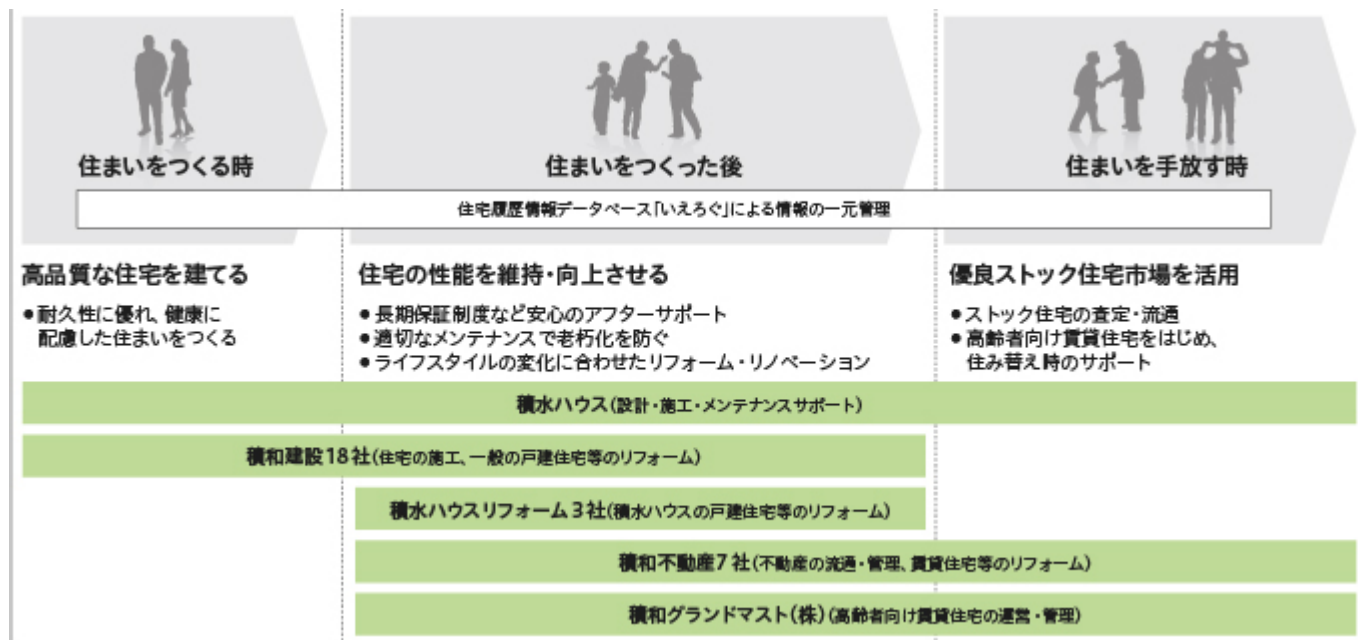 住まいをつくる時
住まいをつくった後
住まいを手放す時
住宅履歴情報データベース「いえろぐ」による情報の一元管理
高品質な住宅を建てる
●耐久性に優れ、健康に
配慮した住まいをつくる
住宅の性能を維持・向上させる
●長期保証制度など安心のアフターサポート
●適切なメンテナンスで老朽化を防ぐ
●ライフスタイルの変化に合わせたリフォーム・リノベーション
優良ストック住宅市場を活用
●ストック住宅の査定・流通
●高齢者向け賃貸住宅をはじめ、
住み替え時のサポート
積水ハウス(設計・施工・メンテナンスサポート)
積和建設18社(住宅の施工、一般の戸建住宅等のリフォーム)
積水ハウスリフォーム3社(積水ハウスの戸建住宅等のリフォーム)
積和不動産7社(不動産の流通・管理、賃貸住宅等のリフォーム)
積和グランドマスト(株)(高齢者向け賃貸住宅の運営・管理)